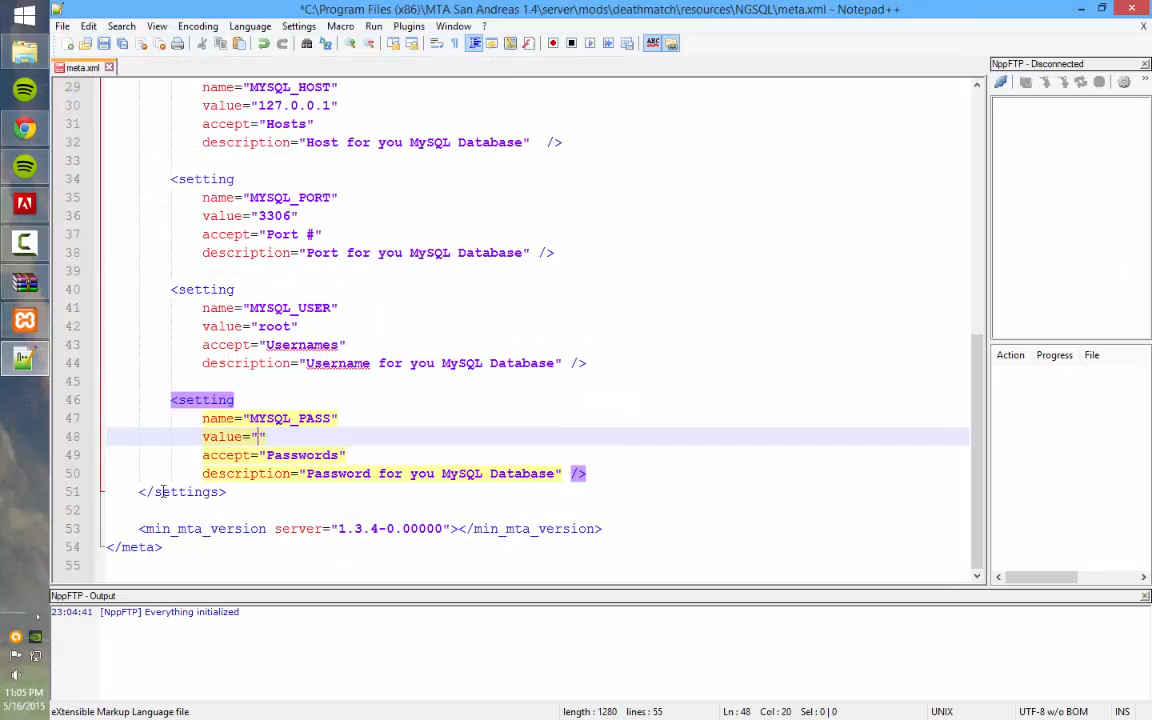 *C:\Program Files (x86)\MTA San Andreas 1.4\server\mods\deathmatch\resources\NGSQL\meta.xml - Notepad++
File Edit Search View Encoding Language Settings Macro Run Plugins Window ? X
meta.xml
29 name="MYSQL_HOST"
30 value="127.0.0.1"
31 accept="Hosts"
32 description="Host for you MySQL Database" />
33
34 <setting
35 name="MYSQL_PORT"
36 value="3306"
37 accept="Port #"
38 description="Port for you MySQL Database" />
39
40 <setting
41 name="MYSQL_USER"
42 value="root"
43 accept="Usernames"
44 description="Username for you MySQL Database" />
45
46 <setting
47 name="MYSQL_PASS"
48 value=""
49 accept="Passwords"
50 description="Password for you MySQL Database" />
51 </settings>
52
53 <min_mta_version server="1.3.4-0.00000"></min_mta_version>
54 </meta>
55
NppFTP - Disconnected
Action Progress File
NppFTP - Output
23:04:41 [NppFTP] Everything initialized
11:05 PM
5/16/2015
eXtensible Markup Language file length : 1280 lines : 55 Ln : 48 Col : 20 Sel : 0 | 0 UNIX UTF-8 w/o BOM INS